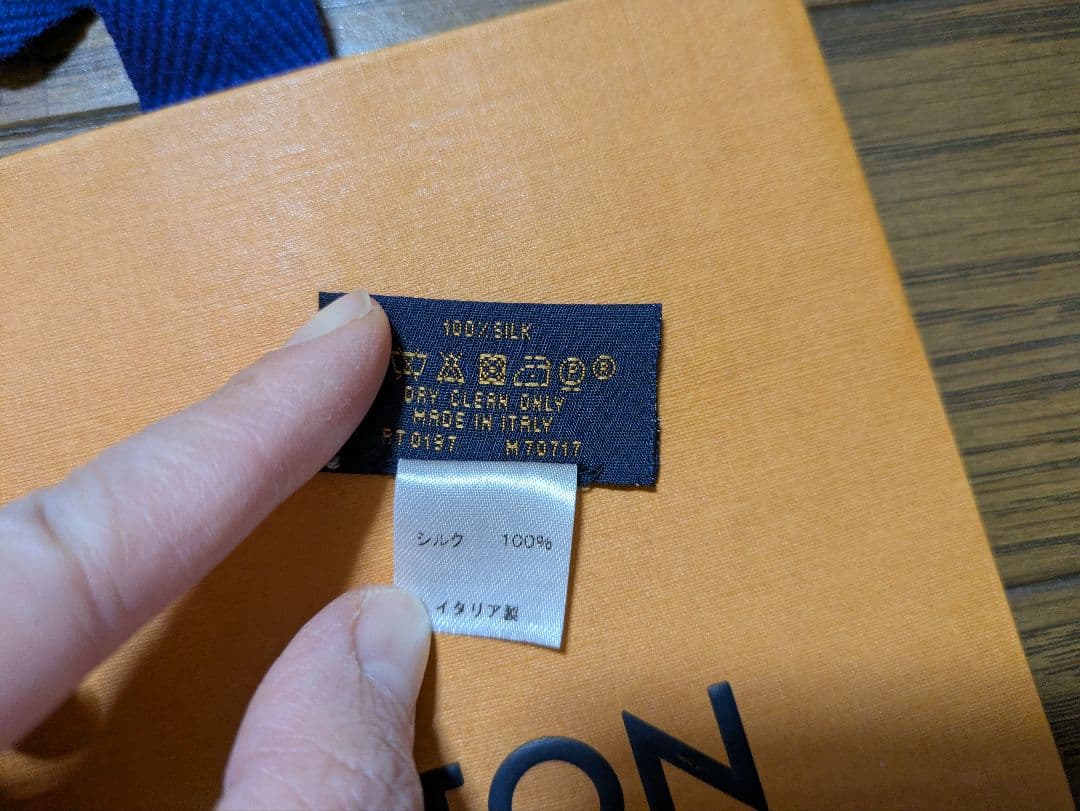 100% SILK
DRY CLEAN ONLY
MADE IN ITALY
RT0197 M70717
シルク 100%
イタリア製
TON